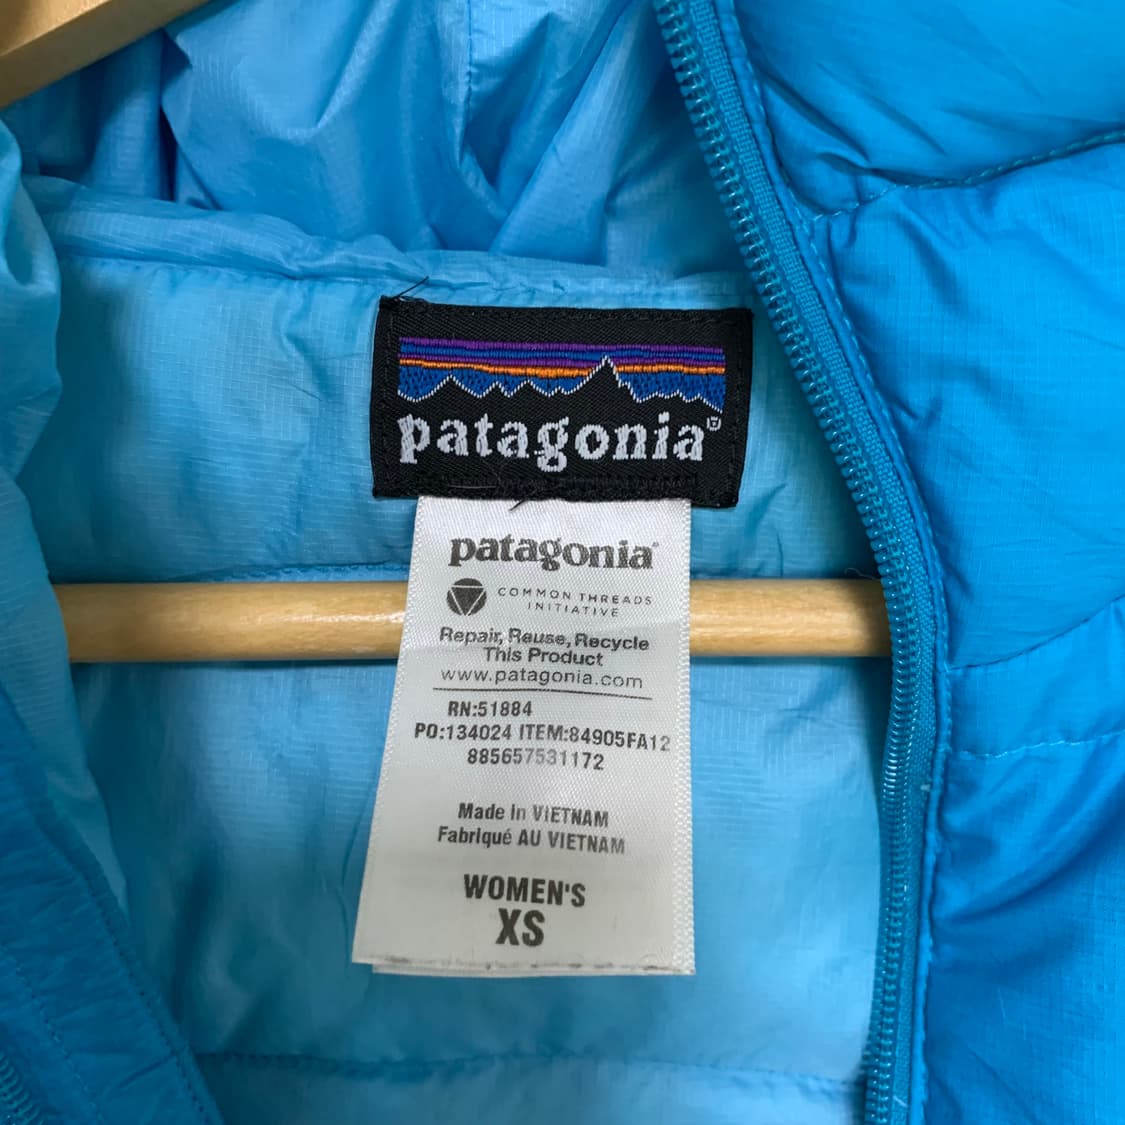 patagonia®
patagonia®
COMMON THREADS
INITIATIVE
Repair, Reuse, Recycle
This Product
www.patagonia.com
RN:51884
PO:134024 ITEM:84905FA12
885657531172
Made in VIETNAM
Fabriqué AU VIETNAM
WOMEN'S
XS